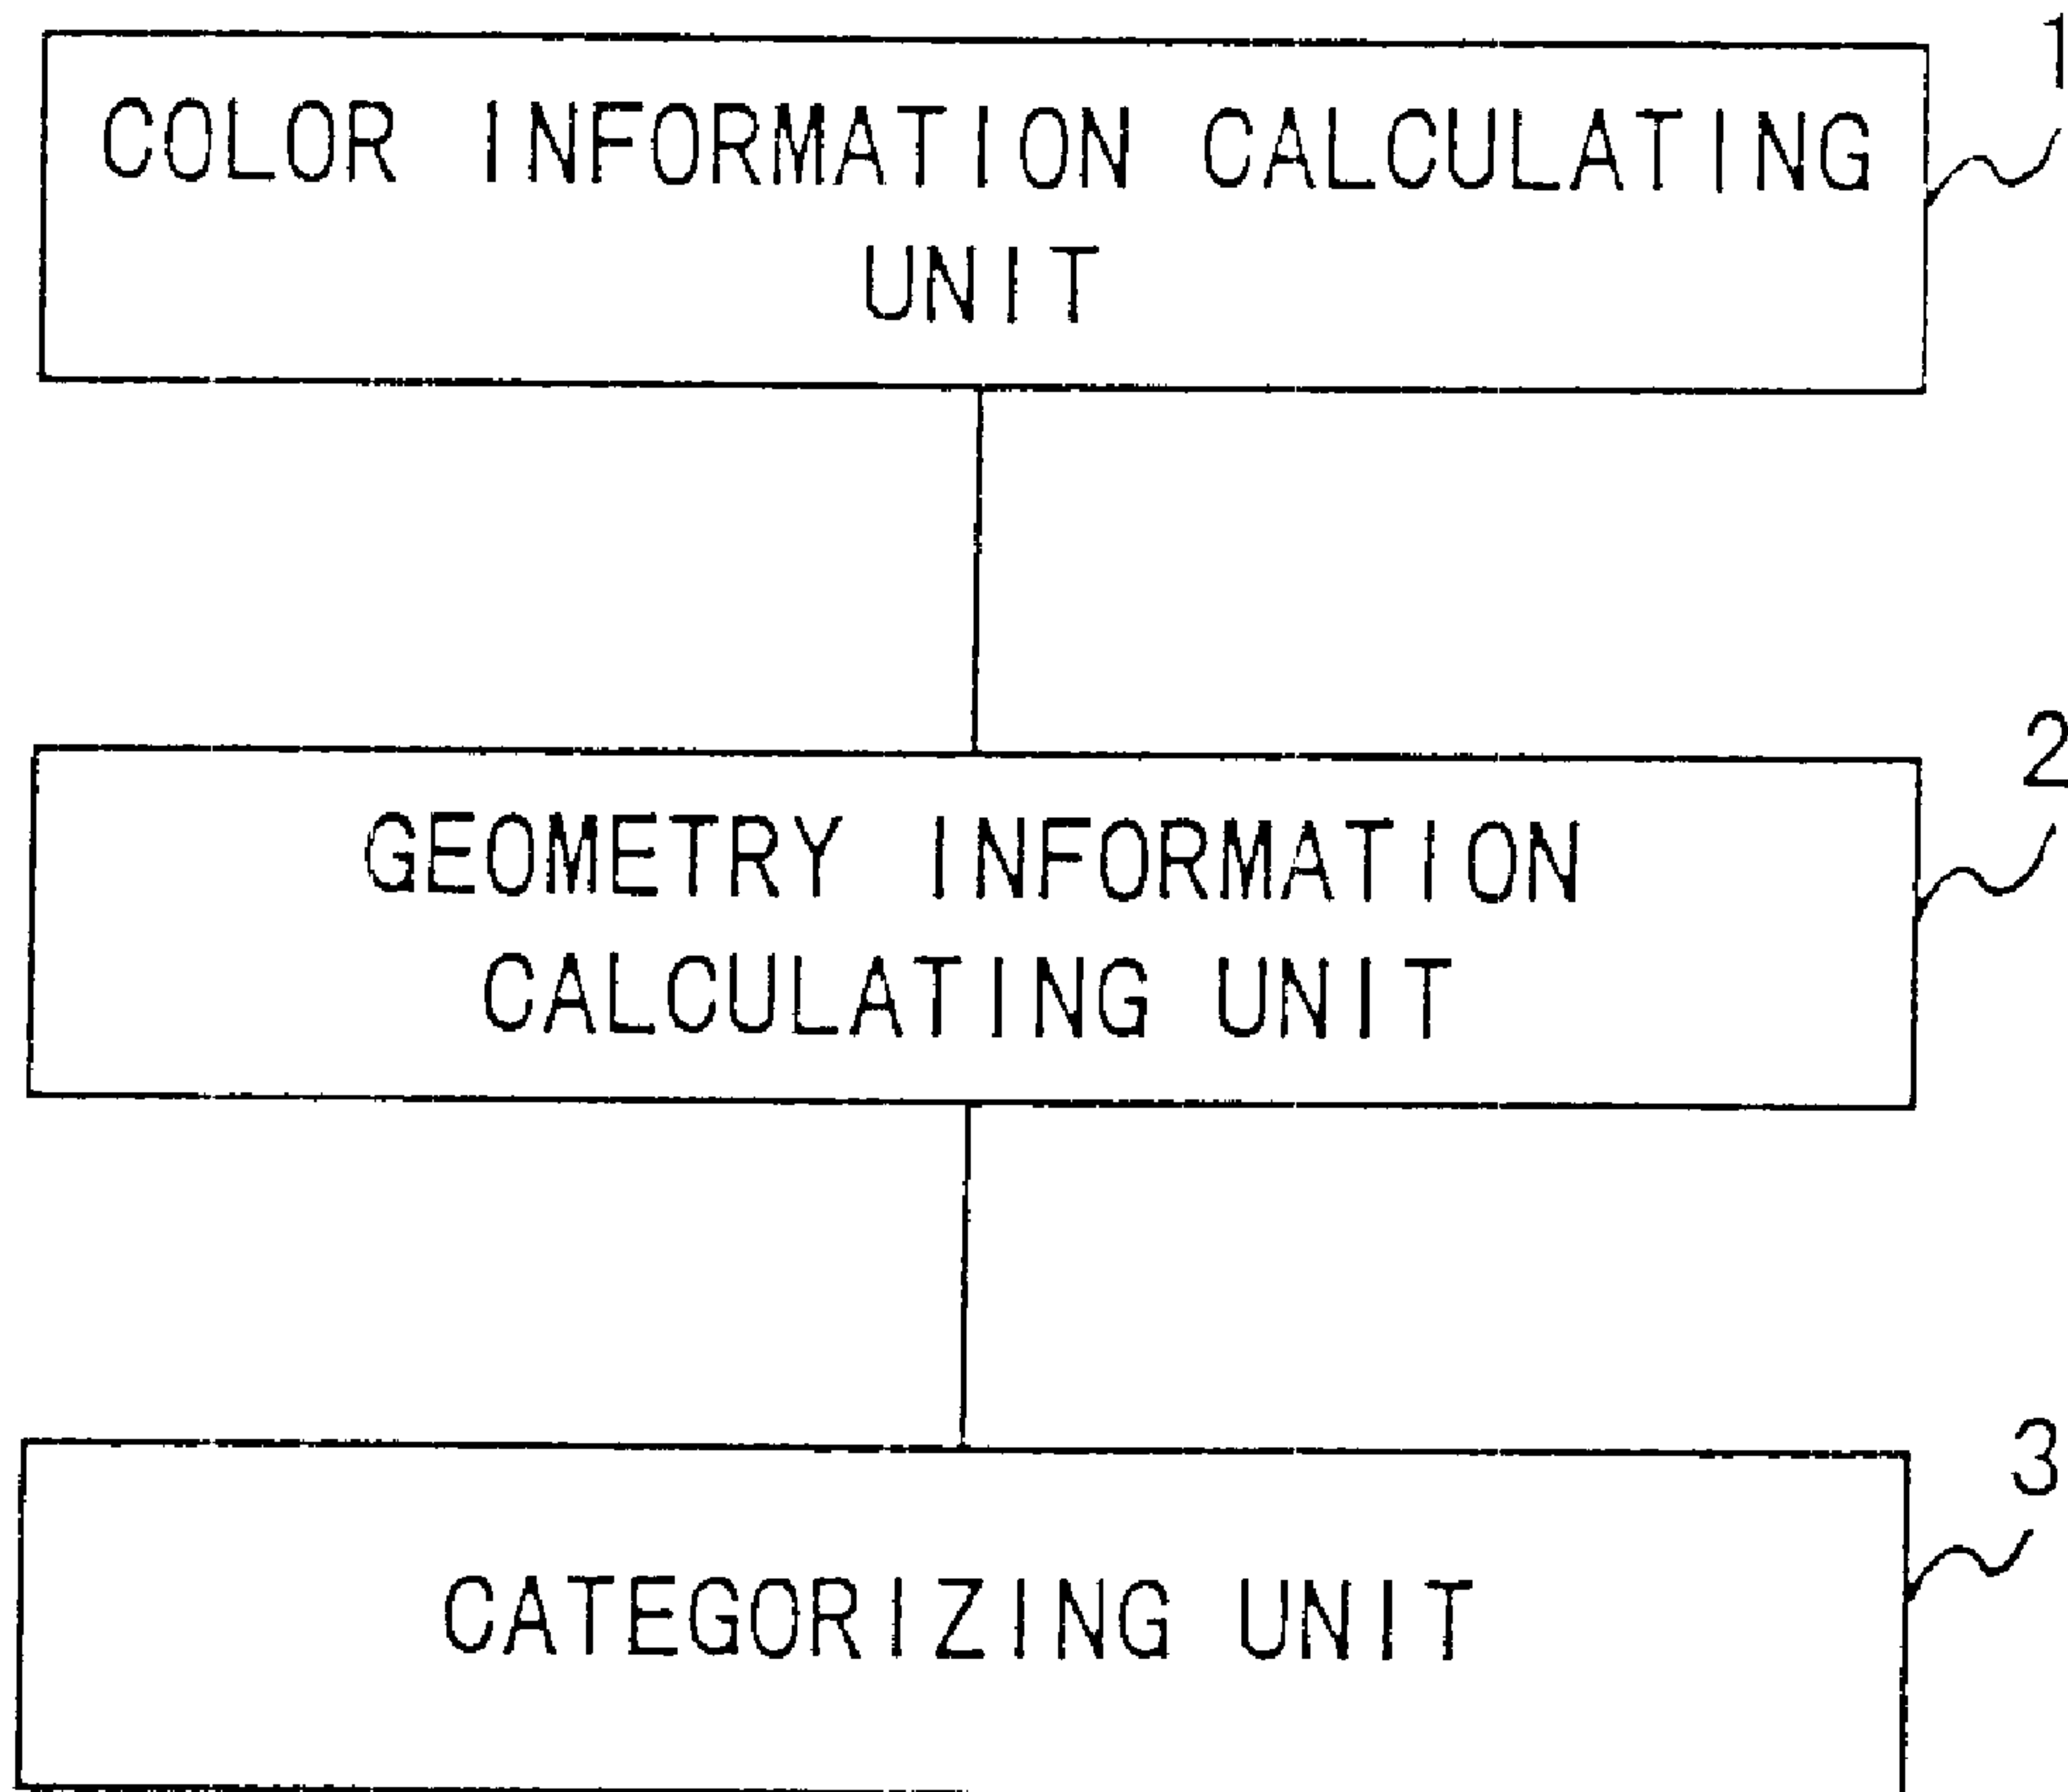 1
COLOR INFORMATION CALCULATING
UNIT
2
GEOMETRY INFORMATION
CALCULATING UNIT
3
CATEGORIZING UNIT